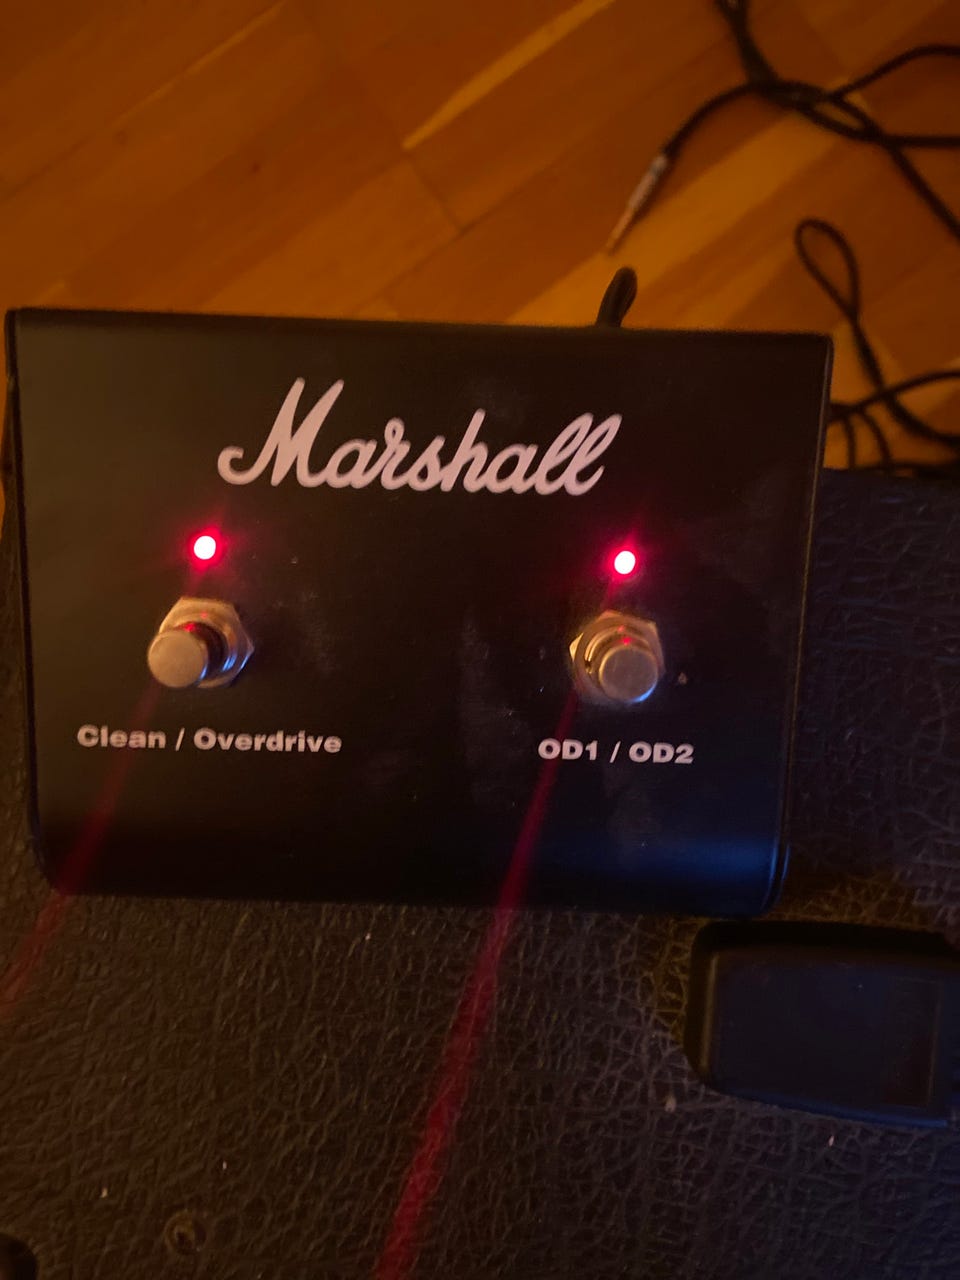 Marshall
Clean / Overdrive
OD1 / OD2